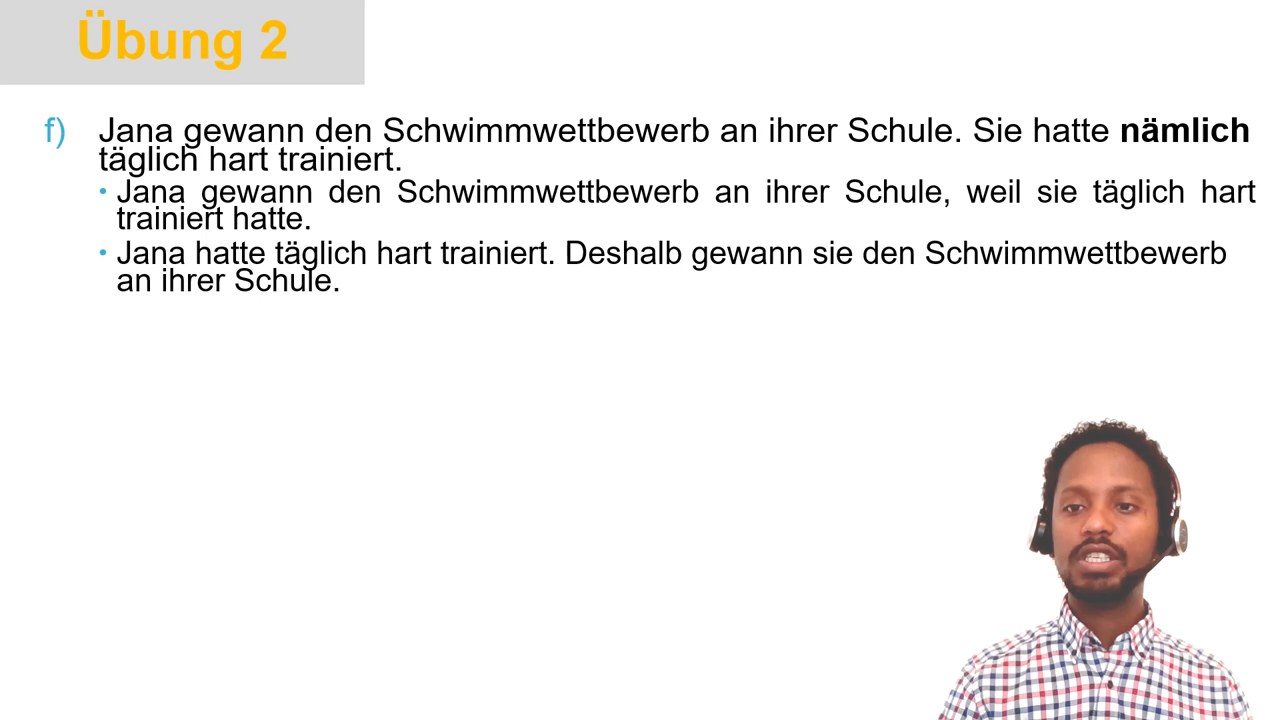 Übung 2
f) Jana gewann den Schwimmwettbewerb an ihrer Schule. Sie hatte nämlich
täglich hart trainiert.
• Jana gewann den Schwimmwettbewerb an ihrer Schule, weil sie täglich hart
trainiert hatte.
• Jana hatte täglich hart trainiert. Deshalb gewann sie den Schwimmwettbewerb
an ihrer Schule.